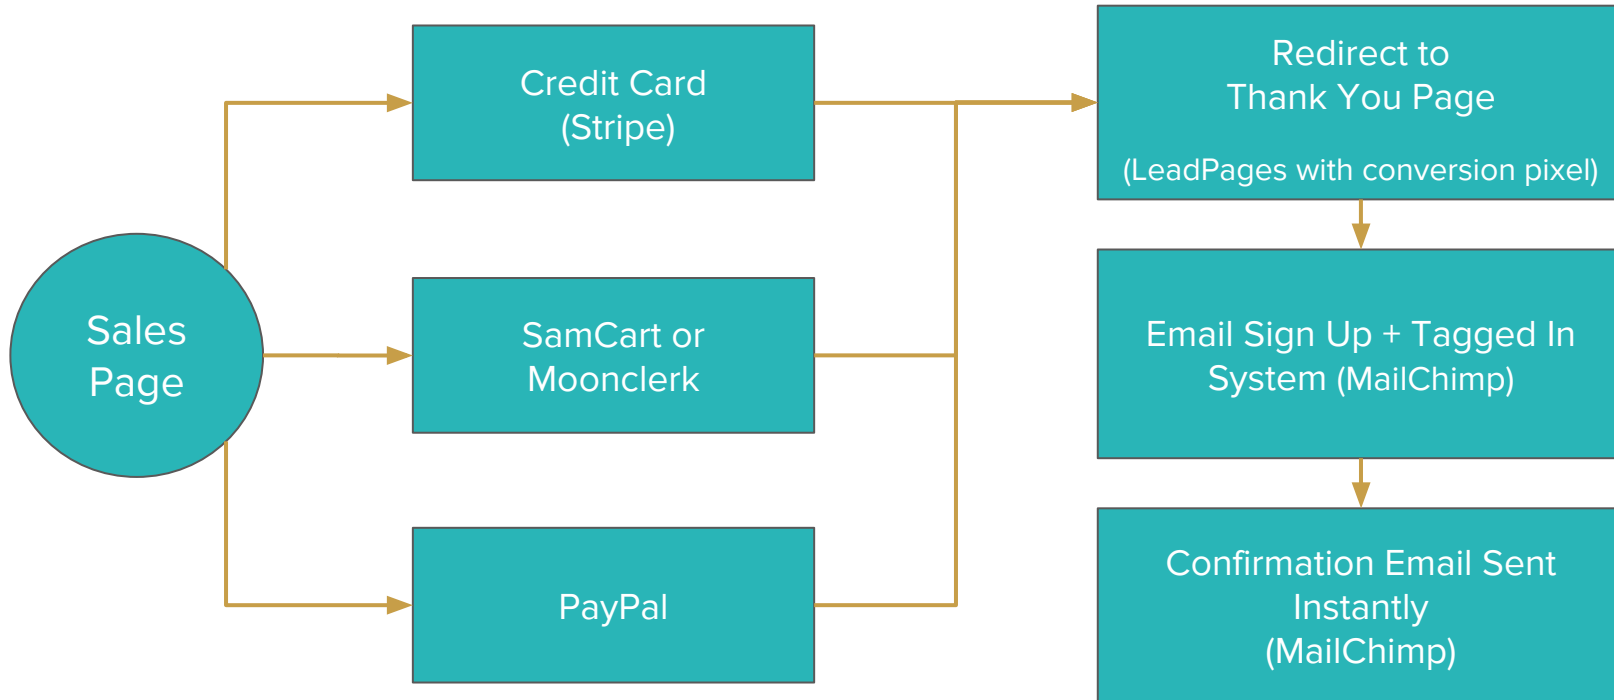 Sales
Page
Credit Card
(Stripe)
SamCart or
Moonclerk
PayPal
Redirect to
Thank You Page
(LeadPages with conversion pixel)
Email Sign Up + Tagged In
System (MailChimp)
Confirmation Email Sent
Instantly
(MailChimp)